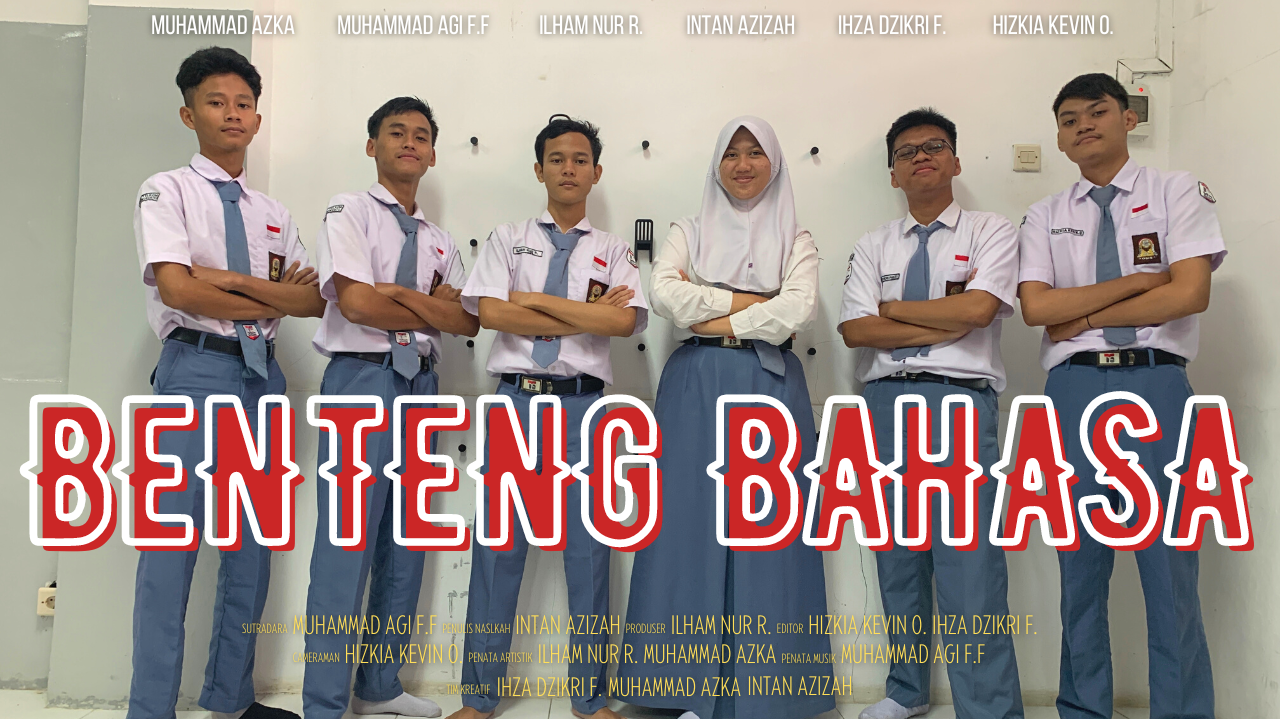 MUHAMMAD AZKA MUHAMMAD AGI F.F ILHAM NUR R. INTAN AZIZAH IHZA DZIKRI F. HIZKIA KEVIN O.
BENTENG BAHASA
SUTRADARA MUHAMMAD AGI F.F PENULIS NASLKAH INTAN AZIZAH PRODUSER ILHAM NUR R. EDITOR HIZKIA KEVIN O. IHZA DZIKRI F.
CAMERAMAN HIZKIA KEVIN O. PENATA ARTISTIK ILHAM NUR R. MUHAMMAD AZKA PENATA MUSIK MUHAMMAD AGI F.F
TIM KREATIF IHZA DZIKRI F. MUHAMMAD AZKA INTAN AZIZAH